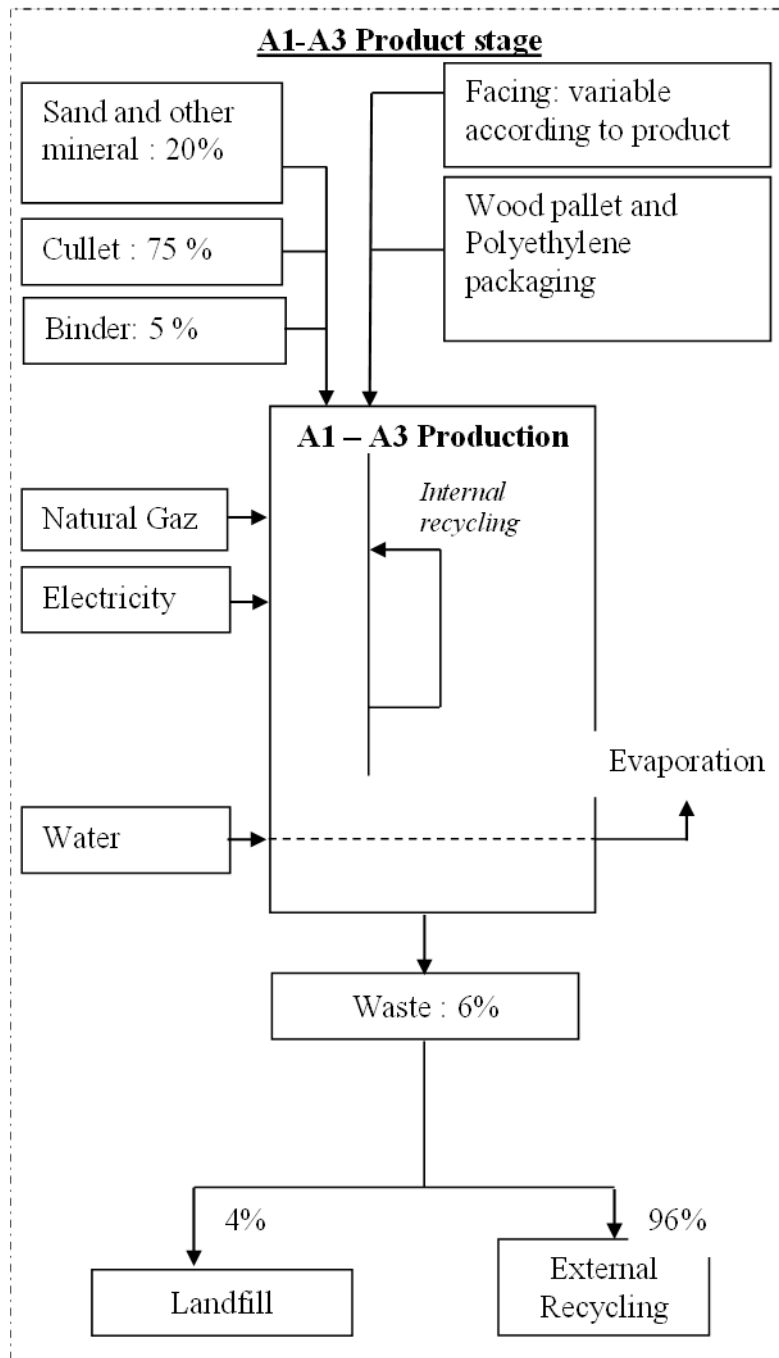 A1-A3 Product stage
Sand and other
mineral : 20%
Cullet : 75 %
Binder: 5 %
Facing: variable
according to product
Wood pallet and
Polyethylene
packaging
A1 – A3 Production
Internal
recycling
Natural Gaz
Electricity
Water
Evaporation
Waste : 6%
4%
96%
Landfill
External
Recycling